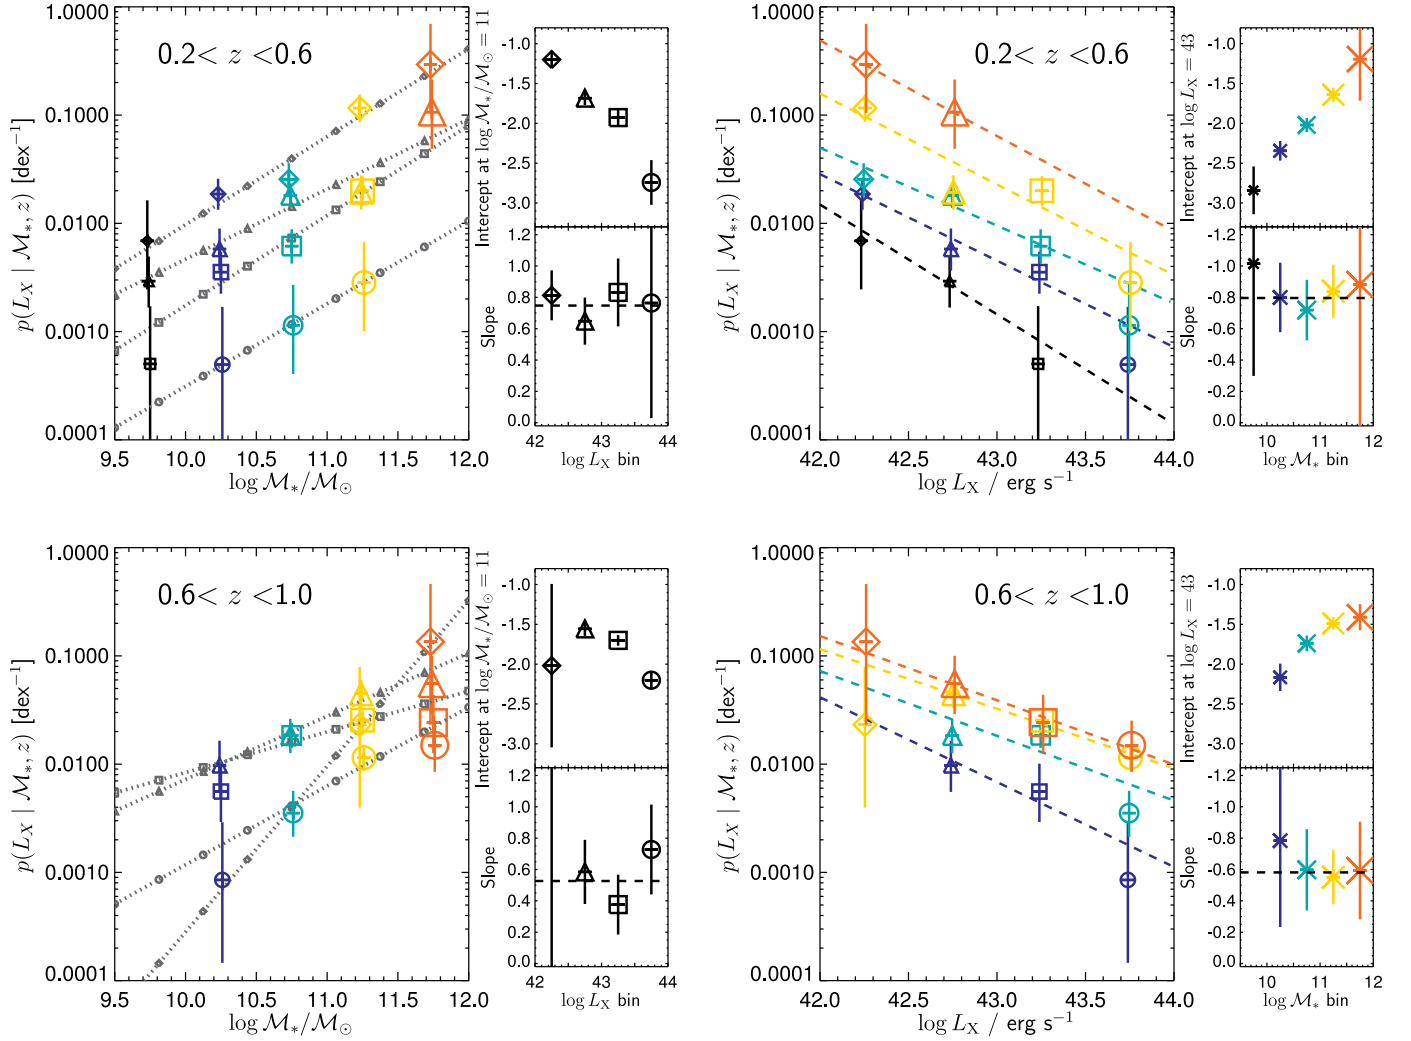 0.2< z <0.6
1.0000
0.1000
0.0100
0.0010
0.0001
p(L_X | M_*, z) [dex⁻¹]
9.5 10.0 10.5 11.0 11.5 12.0
log M_*/M_⊙
Intercept at log M_*/M_⊙ = 11
-1.0
-1.5
-2.0
-2.5
-3.0
Slope
1.2
1.0
0.8
0.6
0.4
0.2
0.0
42 43 44
log L_X bin
0.2< z <0.6
1.0000
0.1000
0.0100
0.0010
0.0001
p(L_X | M_*, z) [dex⁻¹]
42.0 42.5 43.0 43.5 44.0
log L_X / erg s⁻¹
Intercept at log L_X = 43
-1.0
-1.5
-2.0
-2.5
-3.0
Slope
-1.2
-1.0
-0.8
-0.6
-0.4
-0.2
0.0
10 11 12
log M_* bin
0.6< z <1.0
1.0000
0.1000
0.0100
0.0010
0.0001
p(L_X | M_*, z) [dex⁻¹]
9.5 10.0 10.5 11.0 11.5 12.0
log M_*/M_⊙
Intercept at log M_*/M_⊙ = 11
-1.0
-1.5
-2.0
-2.5
-3.0
Slope
1.2
1.0
0.8
0.6
0.4
0.2
0.0
42 43 44
log L_X bin
0.6< z <1.0
1.0000
0.1000
0.0100
0.0010
0.0001
p(L_X | M_*, z) [dex⁻¹]
42.0 42.5 43.0 43.5 44.0
log L_X / erg s⁻¹
Intercept at log L_X = 43
-1.0
-1.5
-2.0
-2.5
-3.0
Slope
-1.2
-1.0
-0.8
-0.6
-0.4
-0.2
0.0
10 11 12
log M_* bin